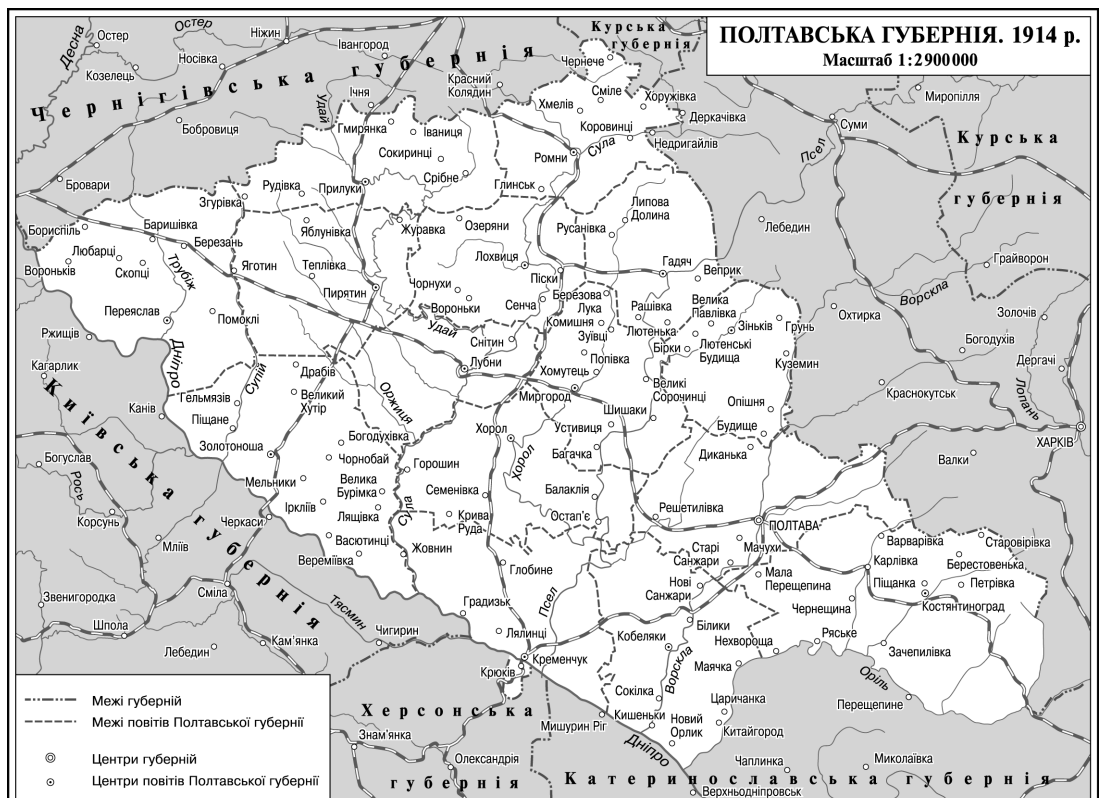 ПОЛТАВСЬКА ГУБЕРНІЯ. 1914 р.
Масштаб 1:2900000
Курська
губернія
Чернігівська губернія
Десна
Остер
Остер
Козелець
Носівка
Ніжин
Івангород
Ічня
Удай
Красний
Колядин
Чернече
Сміле
Хоружівка
Деркачівка
Хмелів
Коровинці
Недригайлів
Миропілля
Суми
Псел
Курська
губернія
Бобровиця
Гмирянка
Іваниця
Сокиринці
Срібне
Ромни
Сула
Глинськ
Бровари
Згурівка
Рудівка
Прилуки
Липова
Долина
Русанівка
Лебедин
Бориспіль
Баришівка
Березань
Яблунівка
Журавка
Озеряни
Любарці
Скопці
Вороньків
Трубіж
Яготин
Теплівка
Лохвиця
Піски
Гадяч
Веприк
Грайворон
Пирятин
Чорнухи
Вороньки
Сенча
Березова
Лука
Рашівка
Велика
Павлівка
Ворскла
Переяслав
Помоклі
Удай
Снітин
Комишня
Зуївці
Лютенька
Зіньків
Грунь
Охтирка
Золочів
Ржищів
Бірки
Лютенські
Будища
Богодухів
Кагарлик
Дніпро
Драбів
Лубни
Попівка
Куземин
Дергачі
Супій
Хомутець
Гельмязів
Великий
Хутір
Оржиця
Миргород
Великі
Сорочинці
Краснокутськ
Лопань
Канів
Піщане
Шишаки
Опішня
Київська губернія
Золотоноша
Богодухівка
Хорол
Устивиця
Будище
ХАРКІВ
Богуслав
Чорнобай
Горошин
Хорол
Багачка
Диканька
Валки
Рось
Мельники
Велика
Бурімка
Семенівка
Балаклія
Корсунь
Іркліїв
Лящівка
Сула
Крива
Руда
Остап'є
Решетилівка
ПОЛТАВА
Черкаси
Васютинці
Мліїв
Вереміївка
Жовнин
Глобине
Старі
Санжари
Мачухи
Варварівка
Старовірівка
Карлівка
Берестовенька
Мала
Перещепина
Піщанка
Петрівка
Звенигородка
Сміла
Псел
Нові
Санжари
Костянтиноград
Тясмин
Градизьк
Чернещина
Шпола
Чигирин
Лялинці
Кобеляки
Білики
Нехвороща
Ряське
Лебедин
Кам'янка
Зачепилівка
Кременчук
Крюків
Ворскла
Маячка
Оріль
Сокілка
Царичанка
Перещепине
Межі губерній
Межі повітів Полтавської губернії
Центри губерній
Центри повітів Полтавської губернії
Херсонська
губернія
Мишурин Ріг
Кишеньки
Новий
Орлик
Китайгород
Знам'янка
Олександрія
Дніпро
Чаплинка
Миколаївка
Катеринославська губернія
Верхньодніпровськ